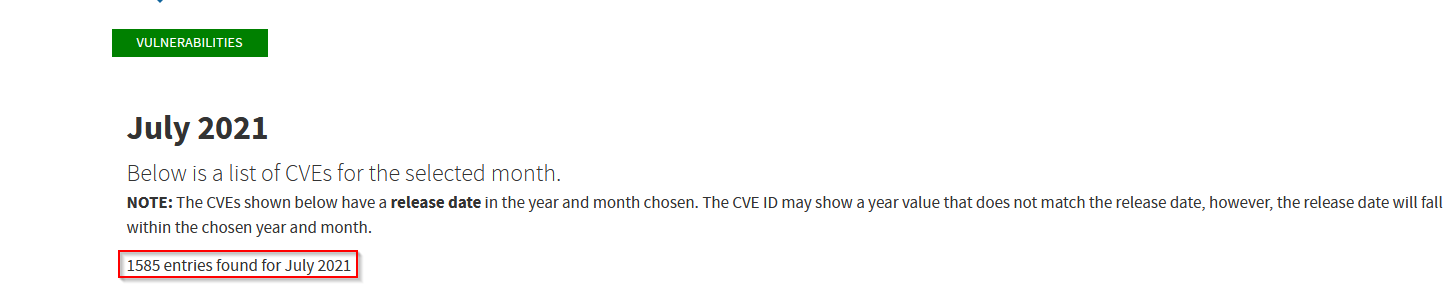 VULNERABILITIES
July 2021
Below is a list of CVEs for the selected month.
NOTE: The CVEs shown below have a release date in the year and month chosen. The CVE ID may show a year value that does not match the release date, however, the release date will fall
within the chosen year and month.
1585 entries found for July 2021